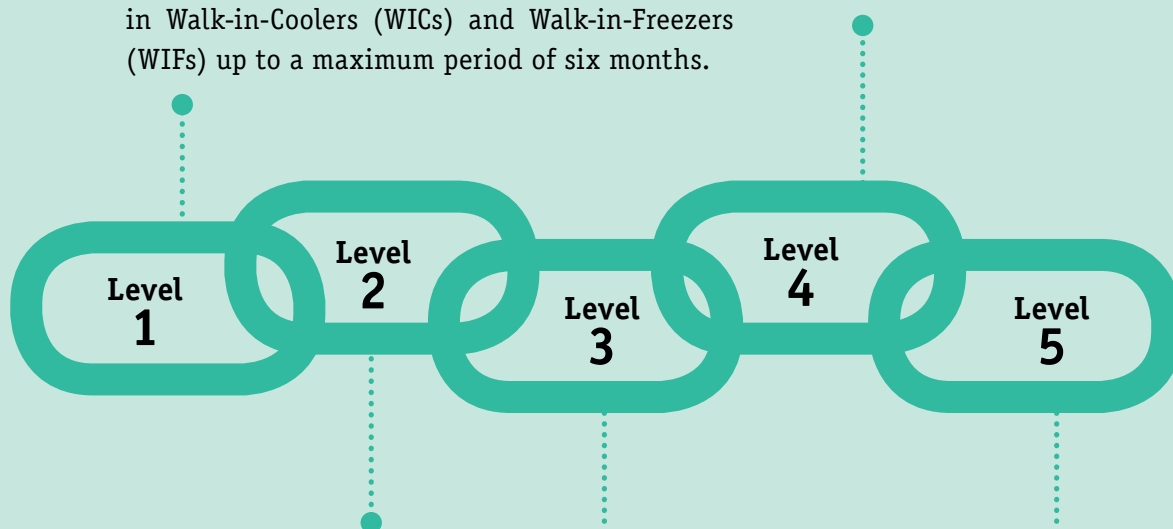 in Walk-in-Coolers (WICs) and Walk-in-Freezers
(WIFs) up to a maximum period of six months.
Level
1
Level
2
Level
3
Level
4
Level
5